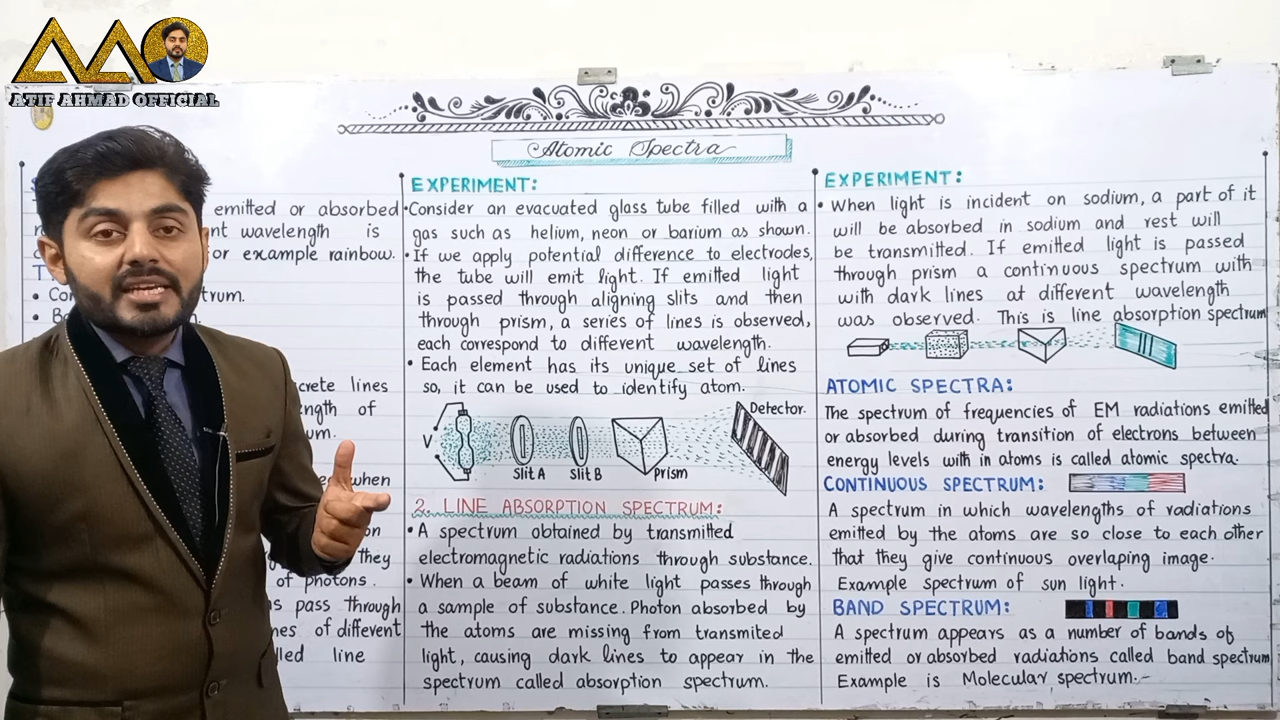 ATIF AHMAD OFFICIAL
Atomic Spectra
emitted or absorbed
wavelength is
for example rainbow.
lines
of
when
they
of photons.
pass through
of different
line
EXPERIMENT:
•Consider an evacuated glass tube filled with a
gas such as helium, neon or barium as shown.
•If we apply potential difference to electrodes,
the tube will emit light. If emitted light
is passed through aligning slits and then
through prism, a series of lines is observed,
each correspond to different wavelength.
• Each element has its unique set of lines
so, it can be used to identify atom.
V
Slit A
Slit B
Prism
Detector.
2. LINE ABSORPTION SPECTRUM:
•A spectrum obtained by transmitted
electromagnetic radiations through substance.
• When a beam of white light passes through
a sample of substance. Photon absorbed by
the atoms are missing from transmited
light, causing dark lines to appear in the
spectrum called absorption spectrum.
EXPERIMENT:
• When light is incident on sodium, a part of it
will be absorbed in sodium and rest will
be transmitted. If emitted light is passed
through prism a continuous spectrum with
with dark lines at different wavelength
was observed. This is line absorption spectrum
ATOMIC SPECTRA:
The spectrum of frequencies of EM radiations emitted
or absorbed during transition of electrons between
energy levels with in atoms is called atomic spectra.
CONTINUOUS SPECTRUM:
A spectrum in which wavelengths of radiations
emitted by the atoms are so close to each other
that they give continuous overlaping image.
Example spectrum of sun light.
BAND SPECTRUM:
A spectrum appears as a number of bands of
emitted or absorbed radiations called band spectrum
Example is Molecular spectrum.-